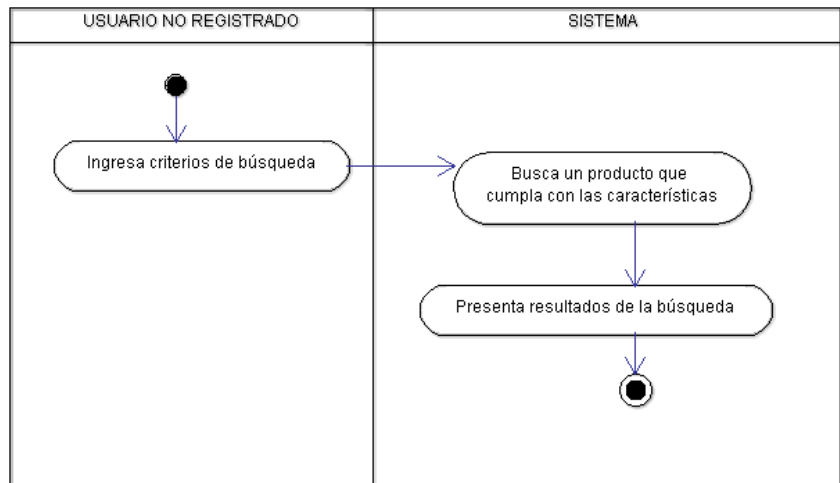 USUARIO NO REGISTRADO
SISTEMA
Ingresa criterios de búsqueda
Busca un producto que
cumpla con las característícas
Presenta resultados de la búsqueda